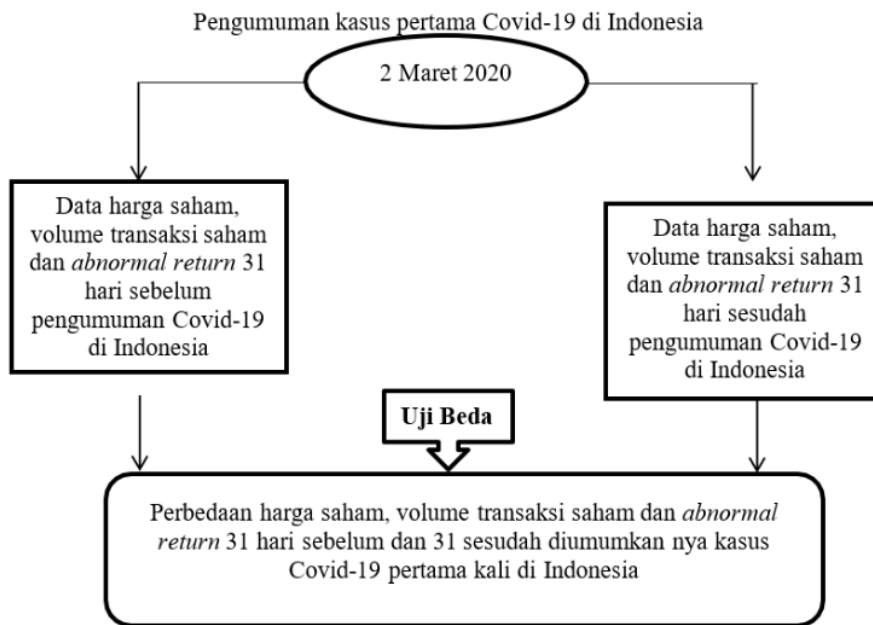 Pengumuman kasus pertama Covid-19 di Indonesia
2 Maret 2020
Data harga saham,
volume transaksi saham
dan abnormal return 31
hari sebelum
pengumuman Covid-19
di Indonesia
Data harga saham,
volume transaksi saham
dan abnormal return 31
hari sesudah
pengumuman Covid-19
di Indonesia
Uji Beda
Perbedaan harga saham, volume transaksi saham dan abnormal
return 31 hari sebelum dan 31 sesudah diumumkan nya kasus
Covid-19 pertama kali di Indonesia